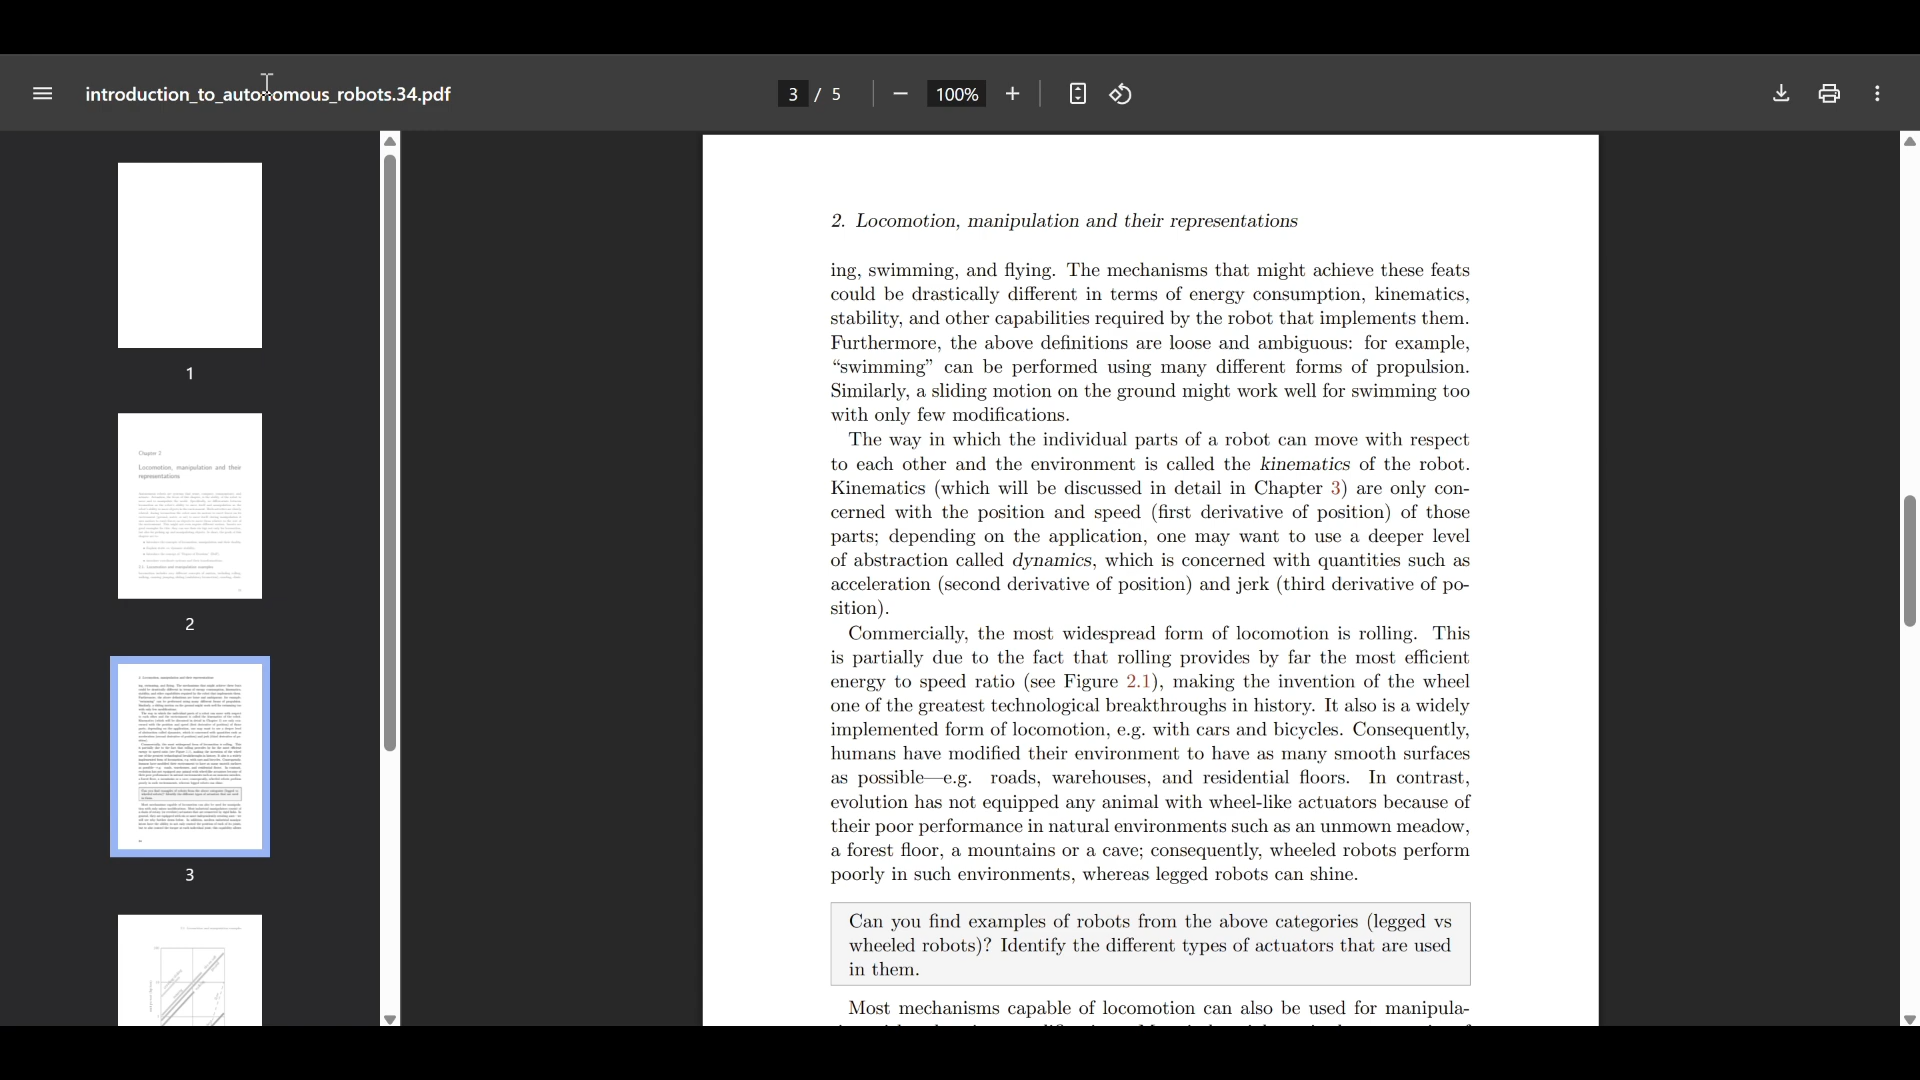 introduction_to_autonomous_robots.34.pdf
3 / 5
100%
1
Chapter 2
Locomotion, manipulation and their
representations
2
3
2. Locomotion, manipulation and their representations
ing, swimming, and flying. The mechanisms that might achieve these feats
could be drastically different in terms of energy consumption, kinematics,
stability, and other capabilities required by the robot that implements them.
Furthermore, the above definitions are loose and ambiguous: for example,
“swimming” can be performed using many different forms of propulsion.
Similarly, a sliding motion on the ground might work well for swimming too
with only few modifications.
The way in which the individual parts of a robot can move with respect
to each other and the environment is called the kinematics of the robot.
Kinematics (which will be discussed in detail in Chapter 3) are only con-
cerned with the position and speed (first derivative of position) of those
parts; depending on the application, one may want to use a deeper level
of abstraction called dynamics, which is concerned with quantities such as
acceleration (second derivative of position) and jerk (third derivative of po-
sition).
Commercially, the most widespread form of locomotion is rolling. This
is partially due to the fact that rolling provides by far the most efficient
energy to speed ratio (see Figure 2.1), making the invention of the wheel
one of the greatest technological breakthroughs in history. It also is a widely
implemented form of locomotion, e.g. with cars and bicycles. Consequently,
humans have modified their environment to have as many smooth surfaces
as possible—e.g. roads, warehouses, and residential floors. In contrast,
evolution has not equipped any animal with wheel-like actuators because of
their poor performance in natural environments such as an unmown meadow,
a forest floor, a mountains or a cave; consequently, wheeled robots perform
poorly in such environments, whereas legged robots can shine.
Can you find examples of robots from the above categories (legged vs
wheeled robots)? Identify the different types of actuators that are used
in them.
Most mechanisms capable of locomotion can also be used for manipula-